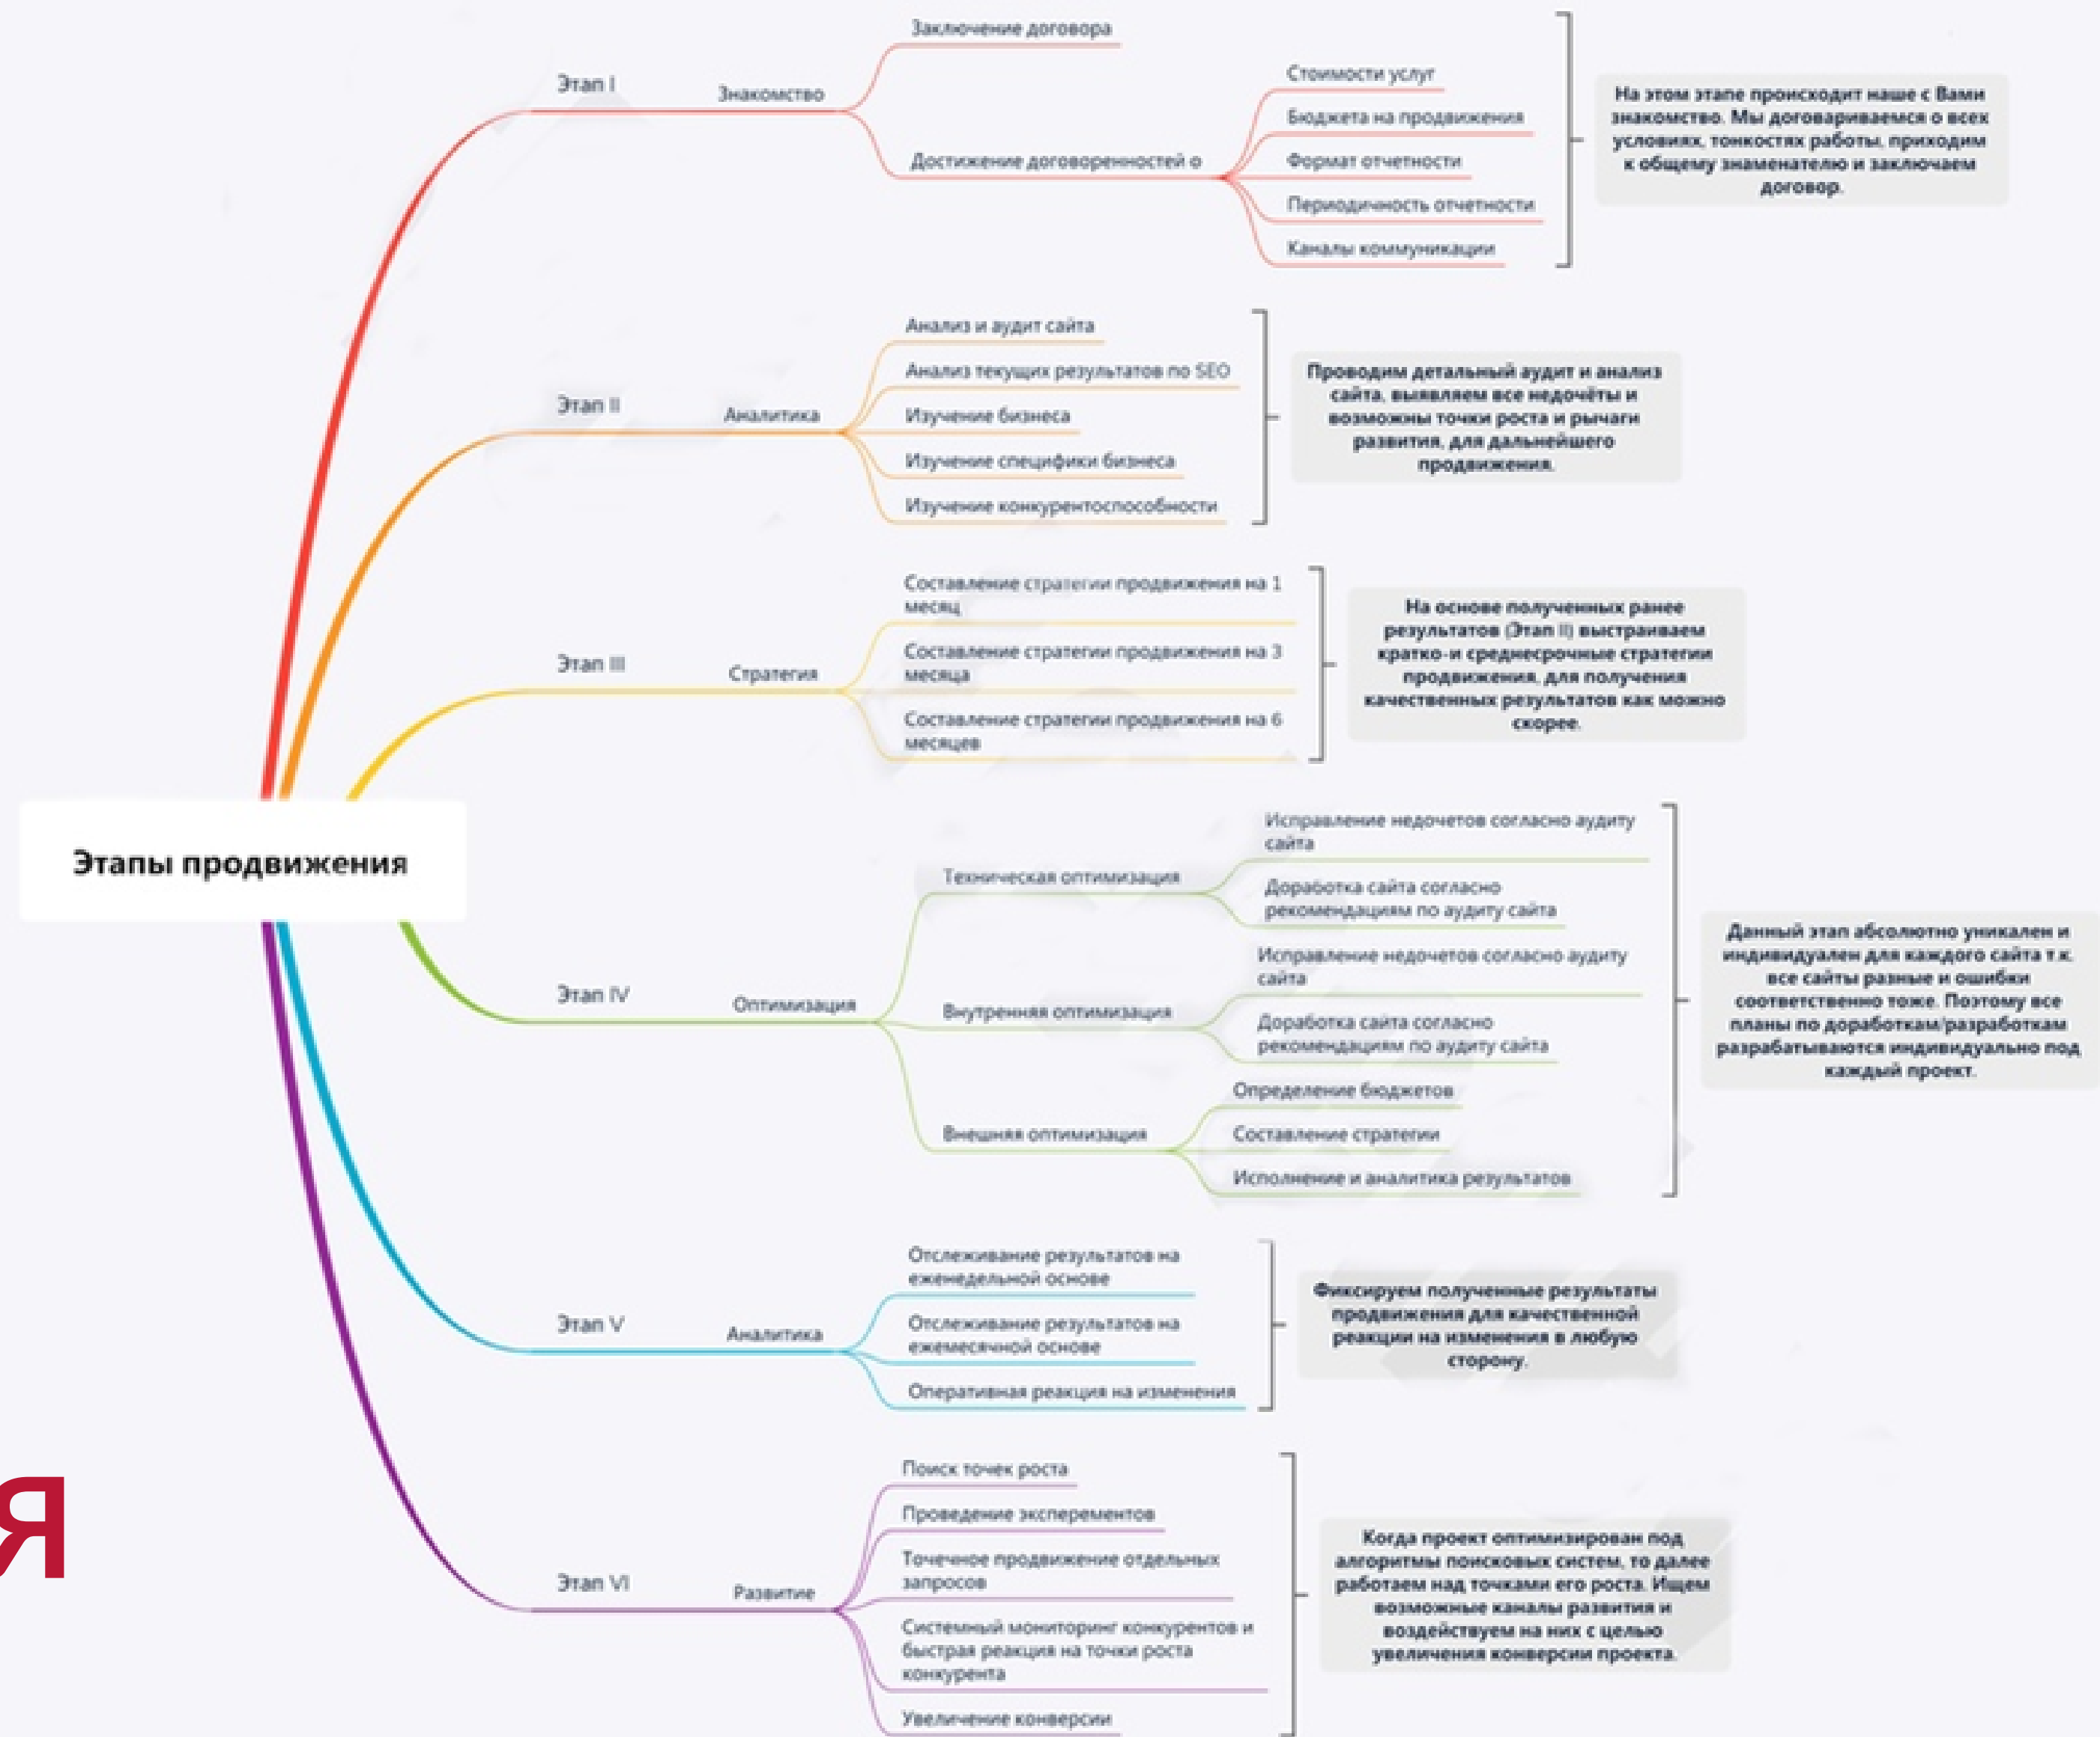 Этапы продвижения
Этап I
Знакомство
Заключение договора
Достижение договоренностей о
Стоимости услуг
Бюджета на продвижения
Формат отчетности
Периодичность отчетности
Каналы коммуникации
На этом этапе происходит наше с Вами
знакомство. Мы договариваемся о всех
условиях, тонкостях работы, приходим
к общему знаменателю и заключаем
договор.
Этап II
Аналитика
Анализ и аудит сайта
Анализ текущих результатов по SEO
Изучение бизнеса
Изучение специфики бизнеса
Изучение конкурентоспособности
Проводим детальный аудит и анализ
сайта, выявляем все недочёты и
возможны точки роста и рычаги
развития, для дальнейшего
продвижения.
Этап III
Стратегия
Составление стратегии продвижения на 1
месяц
Составление стратегии продвижения на 3
месяца
Составление стратегии продвижения на 6
месяцев
На основе полученных ранее
результатов (Этап II) выстраиваем
кратко-и среднесрочные стратегии
продвижения, для получения
качественных результатов как можно
скорее.
Этап IV
Оптимизация
Техническая оптимизация
Исправление недочетов согласно аудиту
сайта
Доработка сайта согласно
рекомендациям по аудиту сайта
Внутренняя оптимизация
Исправление недочетов согласно аудиту
сайта
Доработка сайта согласно
рекомендациям по аудиту сайта
Внешняя оптимизация
Определение бюджетов
Составление стратегии
Исполнение и аналитика результатов
Данный этап абсолютно уникален и
индивидуален для каждого сайта т.к.
все сайты разные и ошибки
соответственно тоже. Поэтому все
планы по доработкам/разработкам
разрабатываются индивидуально под
каждый проект.
Этап V
Аналитика
Отслеживание результатов на
еженедельной основе
Отслеживание результатов на
ежемесячной основе
Оперативная реакция на изменения
Фиксируем полученные результаты
продвижения для качественной
реакции на изменения в любую
сторону.
Этап VI
Развитие
Поиск точек роста
Проведение эксперементов
Точечное продвижение отдельных
запросов
Системный мониторинг конкурентов и
быстрая реакция на точки роста
конкурента
Увеличение конверсии
Когда проект оптимизирован под
алгоритмы поисковых систем, то далее
работаем над точками его роста. Ищем
возможные каналы развития и
воздействуем на них с целью
увеличения конверсии проекта.
Я